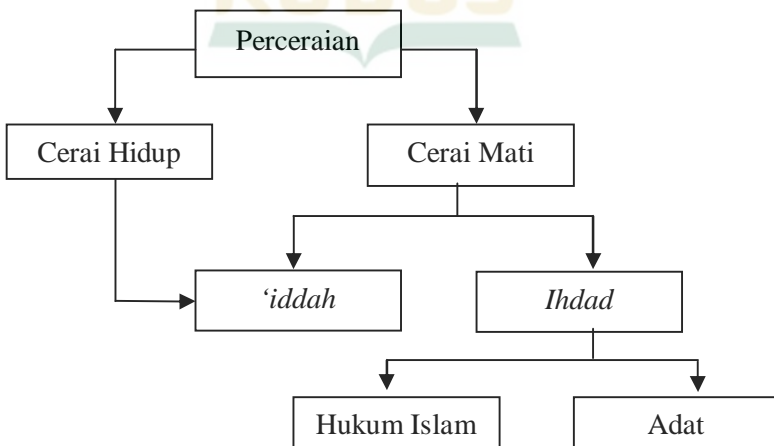 Perceraian
Cerai Hidup
Cerai Mati
‘iddah
Ihdad
Hukum Islam
Adat